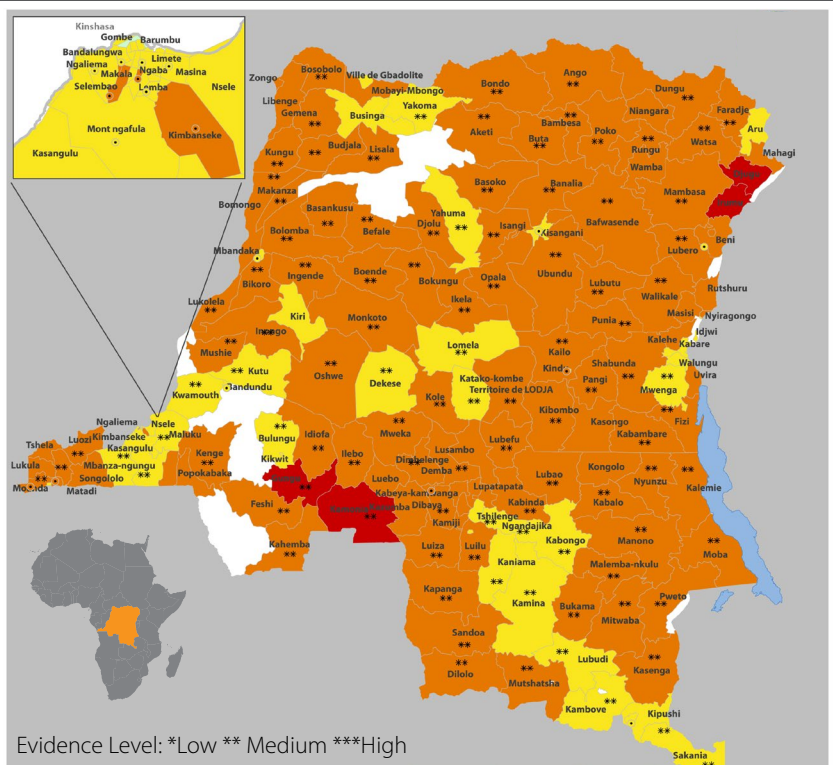 Kinshasa
Gombe Barumbu
Bandalungwa Limete
Ngaliema Ngaba Masina
Makala
Selembao Lemba Nsele
Mont ngafula Kimbanseke
Kasangulu
Zongo Bosobolo Ville de Gbadolite Bondo Ango Dungu
** ** ** **
Mobayi-Mbongo
Libenge Businga Yakoma Niangara Faradje
Gemena ** Aketi Bambesa Poko Rungu Watsa Aru
Kungu Budjala Lisala Buta Wamba Mahagi
Makanza Basoko Banalia Mambasa
Bomongo Basankusu Yahuma Bafwasende
Bolomba Befale Djolu Isangi Kisangani Beni
Mbandaka Lubero
Bikoro Ingende Boende Bokungu Opala Ubundu Lubutu Walikale Rutshuru
Lukolela Kiri Monkoto Ikela Punia Masisi Nyiragongo
Idjwi
Mushie Lomela Kailo Kalehe Kabare
Kutu Oshwe Dekese Katako-kombe Shabunda Walungu
Kwamouth Bandundu Territoire de LODJA Pangi Mwenga Uvira
Kole Kibombo Kasongo Fizi
Ngaliema Nsele Bulungu Mweka Kabambare
Tshela Luozi Kimbanseke Maluku Idiofa Lubefu
Kasangulu Kenge Kikwit Ilebo Lusambo Kongolo
Lukula Mbanza-ngungu Popokabaka Dimbelenge Demba Lubao Nyunzu Kalemie
Songololo Matadi Luebo Lupatapata Kabinda Kabalo
Feshi Dibaya Tshilenge
Kamiji Ngandajika Kabongo Manono Moba
Kahemba Luiza Luilu Kaniama Malemba-nkulu
Kapanga Kamina Bukama Mitwaba Pweto
Sandoa Lubudi Kasenga
Dilolo Mutshatsha
Kambove Kipushi
Sakania
Evidence Level: *Low ** Medium ***High